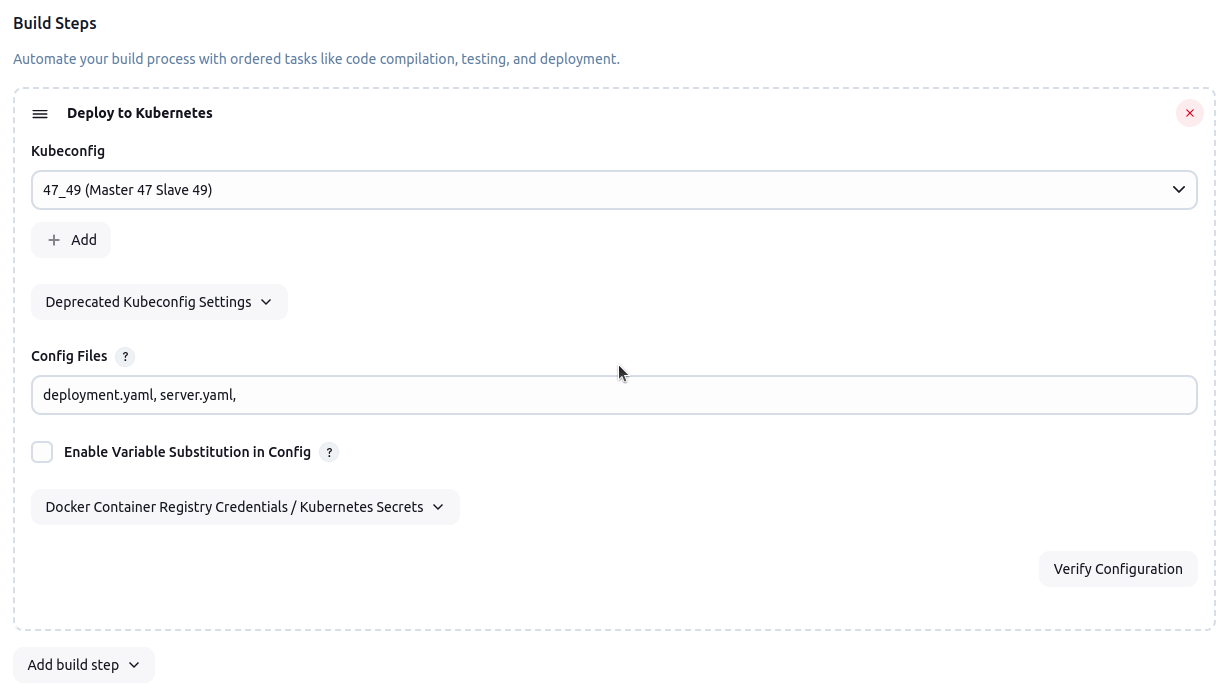 Build Steps
Automate your build process with ordered tasks like code compilation, testing, and deployment.
Deploy to Kubernetes
Kubeconfig
47_49 (Master 47 Slave 49)
Add
Deprecated Kubeconfig Settings
Config Files ?
deployment.yaml, server.yaml,
Enable Variable Substitution in Config ?
Docker Container Registry Credentials / Kubernetes Secrets
Verify Configuration
Add build step